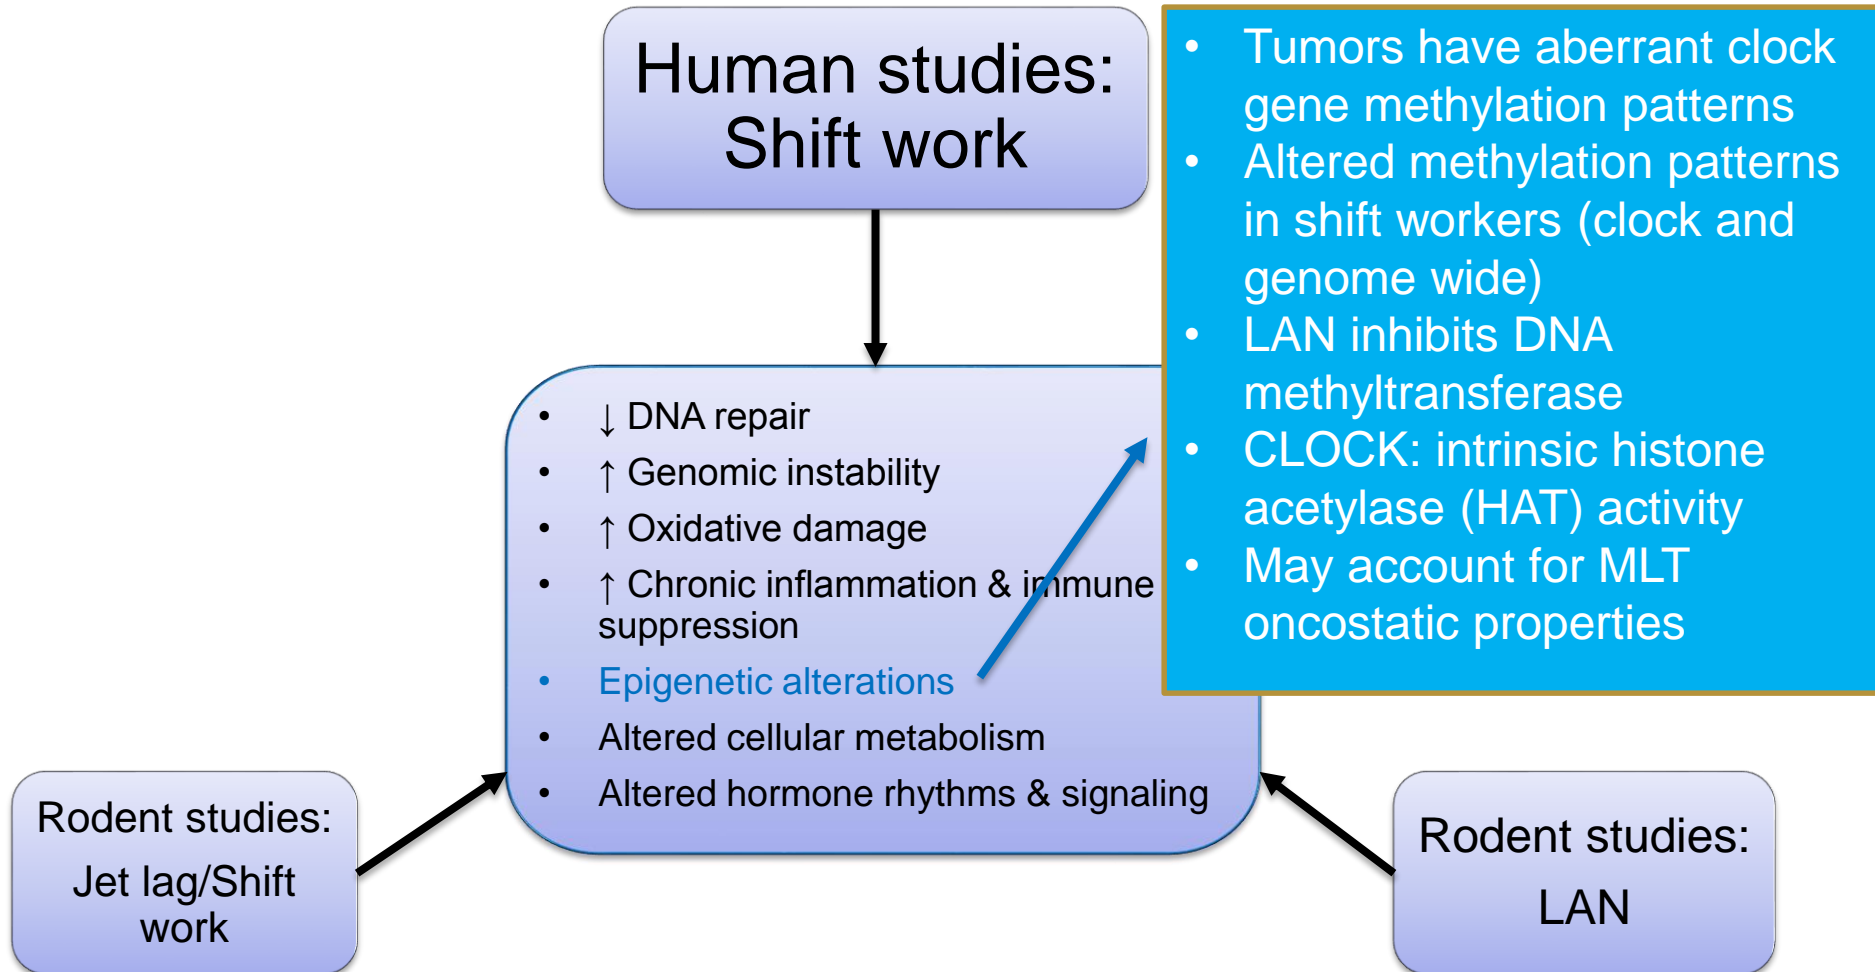 Human studies:
Shift work
• Tumors have aberrant clock
gene methylation patterns
• Altered methylation patterns
in shift workers (clock and
genome wide)
• LAN inhibits DNA
methyltransferase
• CLOCK: intrinsic histone
acetylase (HAT) activity
• May account for MLT
oncostatic properties
• ↓ DNA repair
• ↑ Genomic instability
• ↑ Oxidative damage
• ↑ Chronic inflammation & immune
suppression
• Epigenetic alterations
• Altered cellular metabolism
• Altered hormone rhythms & signaling
Rodent studies:
Jet lag/Shift
work
Rodent studies:
LAN